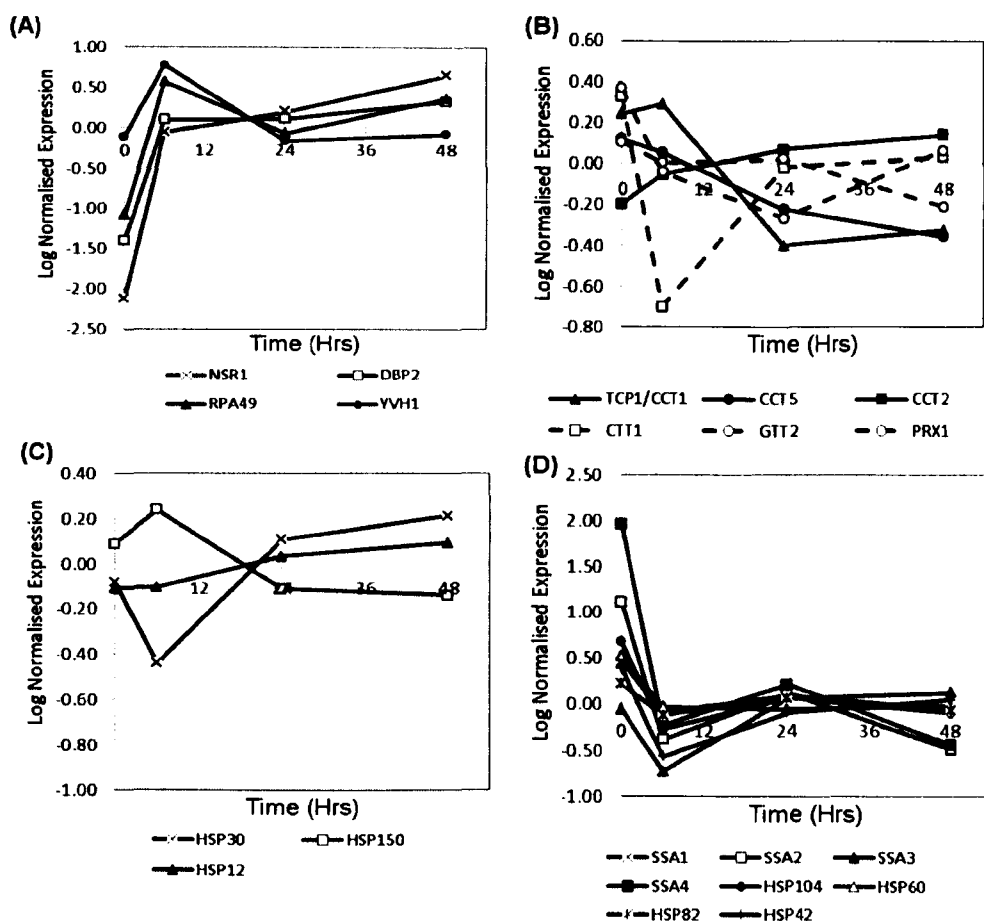 (A)
1.00
0.50
0.00
-0.50
-1.00
-1.50
-2.00
-2.50
0 12 24 36 48
Log Normalised Expression
Time (Hrs)
NSR1 DBP2
RPA49 YVH1
(B)
0.60
0.40
0.20
0.00
-0.20
-0.40
-0.60
-0.80
0 12 24 36 48
Log Normalised Expression
Time (Hrs)
TCP1/CCT1 CCT5 CCT2
CTT1 GTT2 PRX1
(C)
0.40
0.20
0.00
-0.20
-0.40
-0.60
-0.80
-1.00
12 36 48
Log Normalised Expression
Time (Hrs)
HSP30 HSP150
HSP12
(D)
2.50
2.00
1.50
1.00
0.50
0.00
-0.50
-1.00
0 12 24 36 48
Log Normalised Expression
Time (Hrs)
SSA1 SSA2 SSA3
SSA4 HSP104 HSP60
HSP82 HSP42